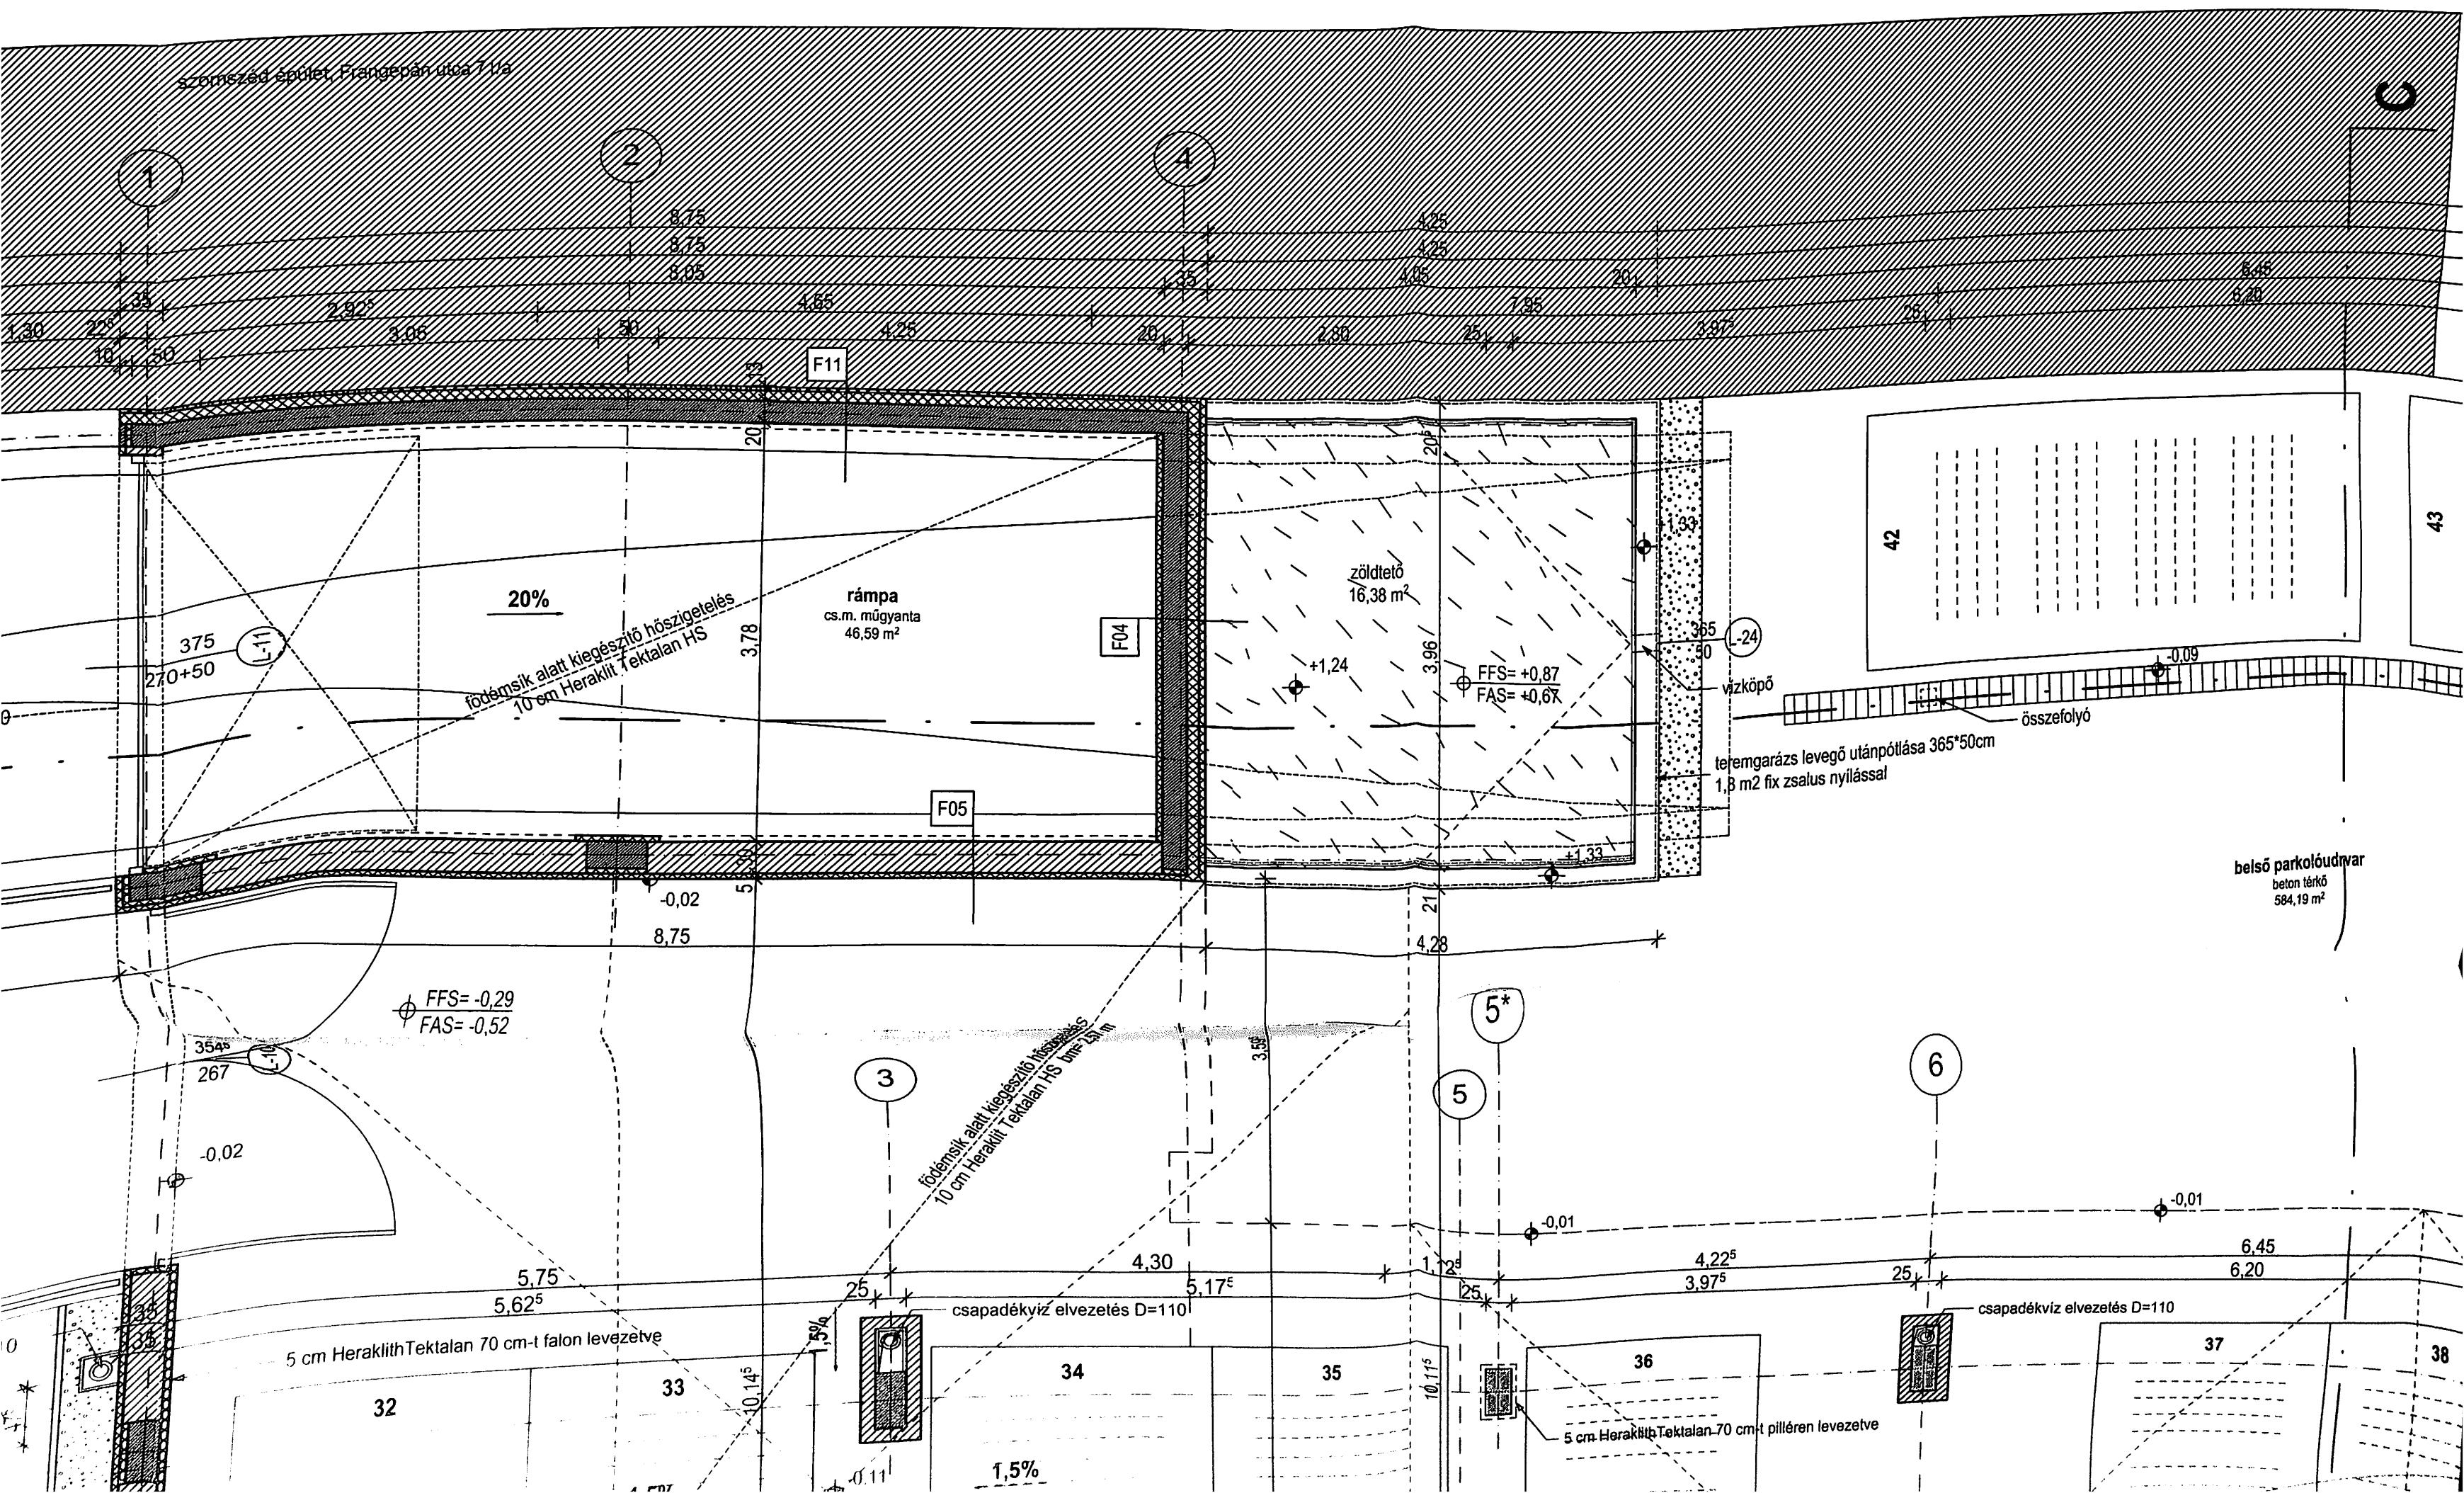 szomszéd épület, Frangepán utca 71/a
C
1
2
4
8,75
4,25
8,75
4,25
8,05
35
4,05
20
6,45
35
2,92⁵
4,65
7,95
6,20
1,30
22⁵
3,06
50
4,25
20
2,80
25
3,97⁵
25
10
50
F11
20
20⁵
+1,33
42
43
zöldtető
16,38 m²
20%
rámpa
cs.m. műgyanta
46,59 m²
födémsík alatt kiegészítő hőszigetelés
10 cm Heraklit Tektalan HS
375
270+50
L-11
3,78
F04
3,96
+1,24
FFS= +0,87
FAS= +0,67
365
50
L-24
vízköpő
-0,09
összefolyó
teremgarázs levegő utánpótlása 365*50cm
1,8 m2 fix zsalus nyílással
F05
+1,33
belső parkolóudvar
beton térkő
584,19 m²
-0,02
5
30
21
8,75
4,28
FFS= -0,29
FAS= -0,52
5*
354⁵
267
L-10
födémsík alatt kiegészítő hőszigetelés
10 cm Heraklit Tektalan HS
3
5
6
-0,02
-0,01
-0,01
5,75
4,30
1,12⁵
4,22⁵
6,45
5,62⁵
25
5,17⁵
25
3,97⁵
25
6,20
csapadékvíz elvezetés D=110
csapadékvíz elvezetés D=110
35
35
5 cm HeraklithTektalan 70 cm-t falon levezetve
32
33
10,14⁵
34
35
10,11⁵
36
37
38
5 cm HeraklithTektalan 70 cm-t pilléren levezetve
-0,11
1,5%